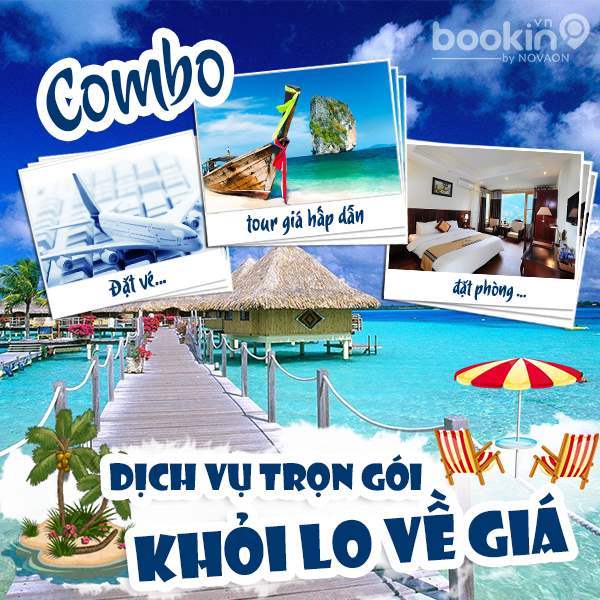 bookin.vn
by NOVAON
Combo
tour giá hấp dẫn
Đặt vé...
đặt phòng ...
DỊCH VỤ TRỌN GÓI
KHỎI LO VỀ GIÁ